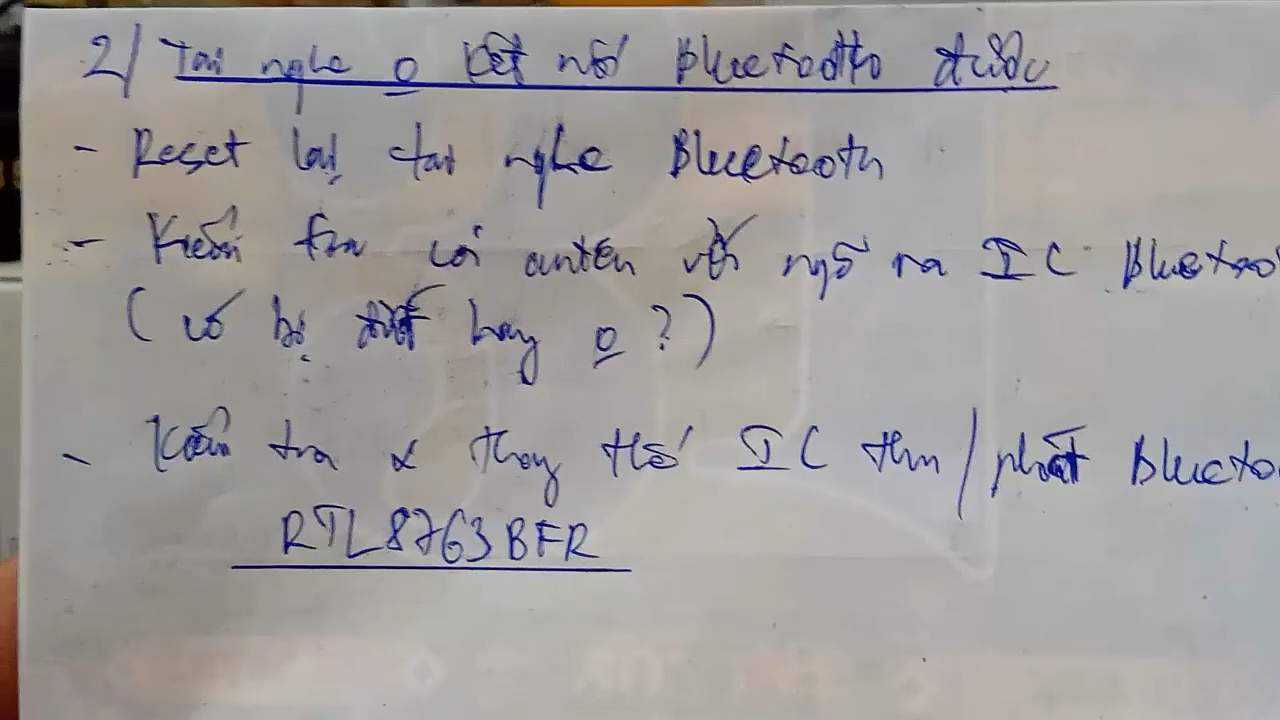 2/ Tai nghe o kết nối Bluetooth được
- Reset lại tai nghe Bluetooth
- Kiểm tra lại anten với ngõ ra IC Bluetoo
(có bị đứt hay o?)
- Kiểm tra & thay thế IC thu/phát Blueto
RTL8763BFR